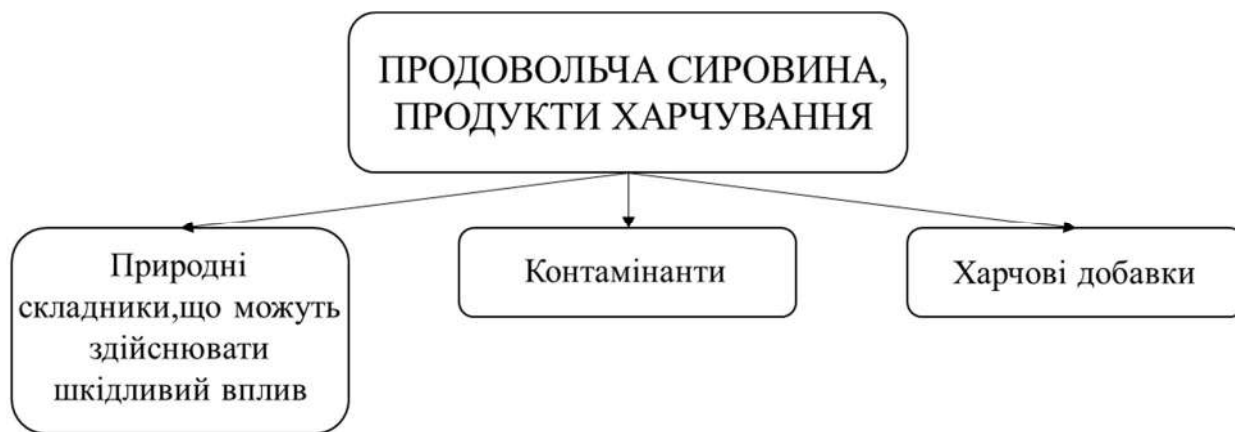 ПРОДОВОЛЬЧА СИРОВИНА,
ПРОДУКТИ ХАРЧУВАННЯ
Природні
складники,що можуть
здійснювати
шкідливий вплив
Контамінанти
Харчові добавки